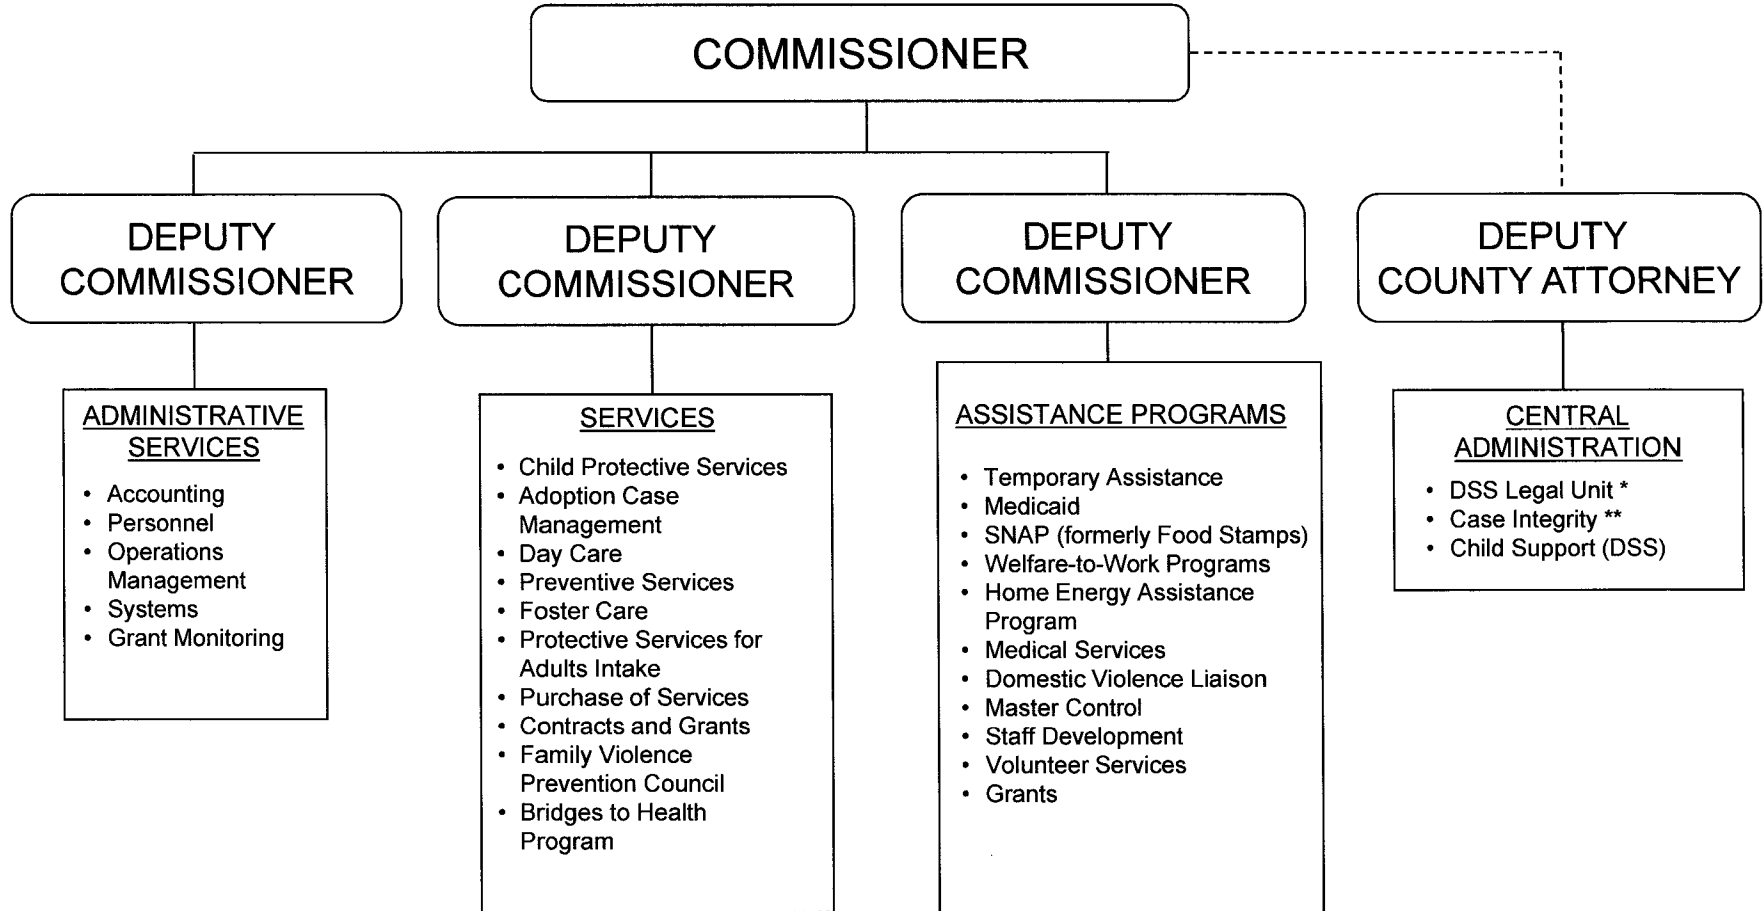 COMMISSIONER
DEPUTY
COMMISSIONER
DEPUTY
COMMISSIONER
DEPUTY
COMMISSIONER
DEPUTY
COUNTY ATTORNEY
ADMINISTRATIVE
SERVICES
• Accounting
• Personnel
• Operations
Management
• Systems
• Grant Monitoring
SERVICES
• Child Protective Services
• Adoption Case
Management
• Day Care
• Preventive Services
• Foster Care
• Protective Services for
Adults Intake
• Purchase of Services
• Contracts and Grants
• Family Violence
Prevention Council
• Bridges to Health
Program
ASSISTANCE PROGRAMS
• Temporary Assistance
• Medicaid
• SNAP (formerly Food Stamps)
• Welfare-to-Work Programs
• Home Energy Assistance
Program
• Medical Services
• Domestic Violence Liaison
• Master Control
• Staff Development
• Volunteer Services
• Grants
CENTRAL
ADMINISTRATION
• DSS Legal Unit *
• Case Integrity **
• Child Support (DSS)